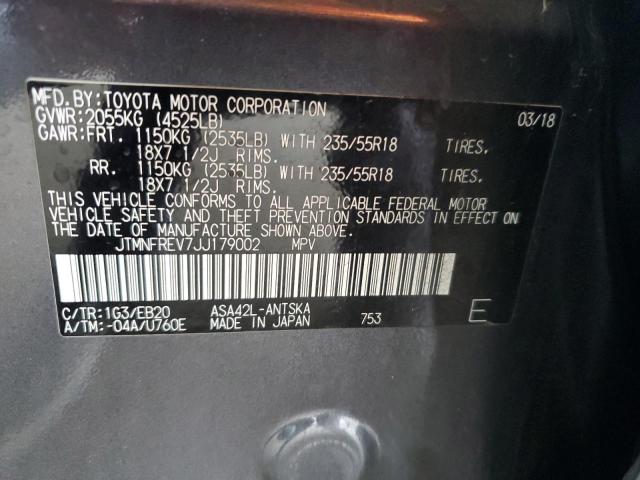 MFD.BY:TOYOTA MOTOR CORPORATION 03/18
GVWR:2055KG (4525LB)
GAWR:FRT. 1150KG (2535LB) WITH 235/55R18 TIRES.
18X7 1/2J RIMS.
RR. 1150KG (2535LB) WITH 235/55R18 TIRES.
18X7 1/2J RIMS.
THIS VEHICLE CONFORMS TO ALL APPLICABLE FEDERAL MOTOR
VEHICLE SAFETY AND THEFT PREVENTION STANDARDS IN EFFECT ON
THE DATE OF MANUFACTURE SHOWN ABOVE.
JTMNFREV7JJ179002 MPV
C/TR:1G3/EB20 ASA42L-ANTSKA
A/TM:-04A/U760E MADE IN JAPAN 753 E